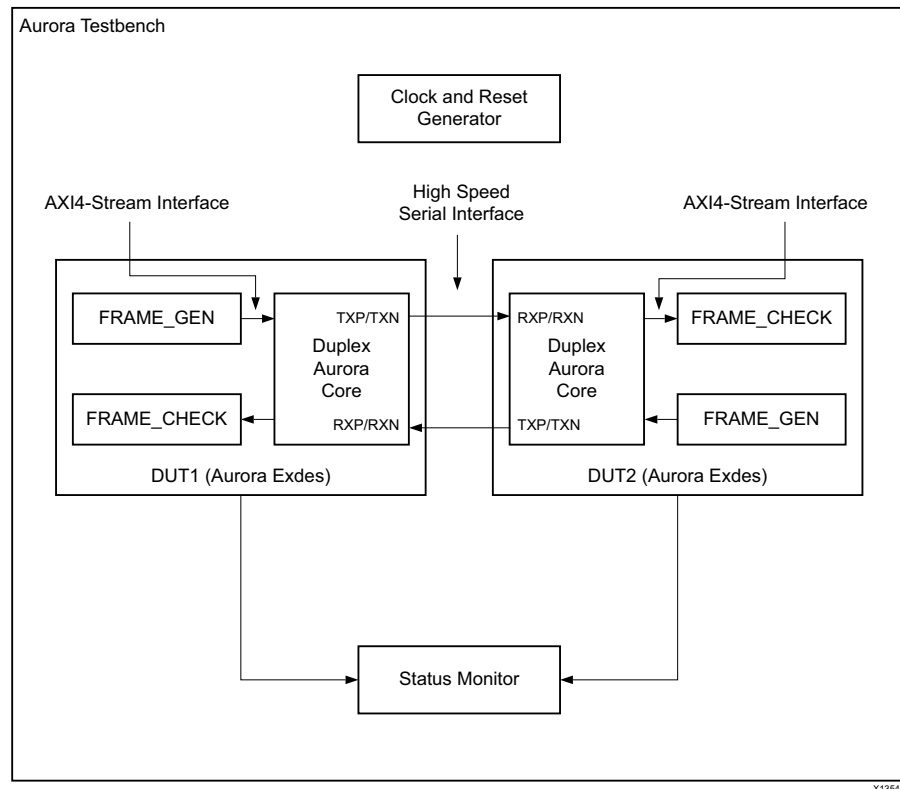 Aurora Testbench
Clock and Reset
Generator
AXI4-Stream Interface
High Speed
Serial Interface
AXI4-Stream Interface
FRAME_GEN
TXP/TXN
Duplex
Aurora
Core
RXP/RXN
FRAME_CHECK
DUT1 (Aurora Exdes)
RXP/RXN
Duplex
Aurora
Core
TXP/TXN
FRAME_CHECK
FRAME_GEN
DUT2 (Aurora Exdes)
Status Monitor